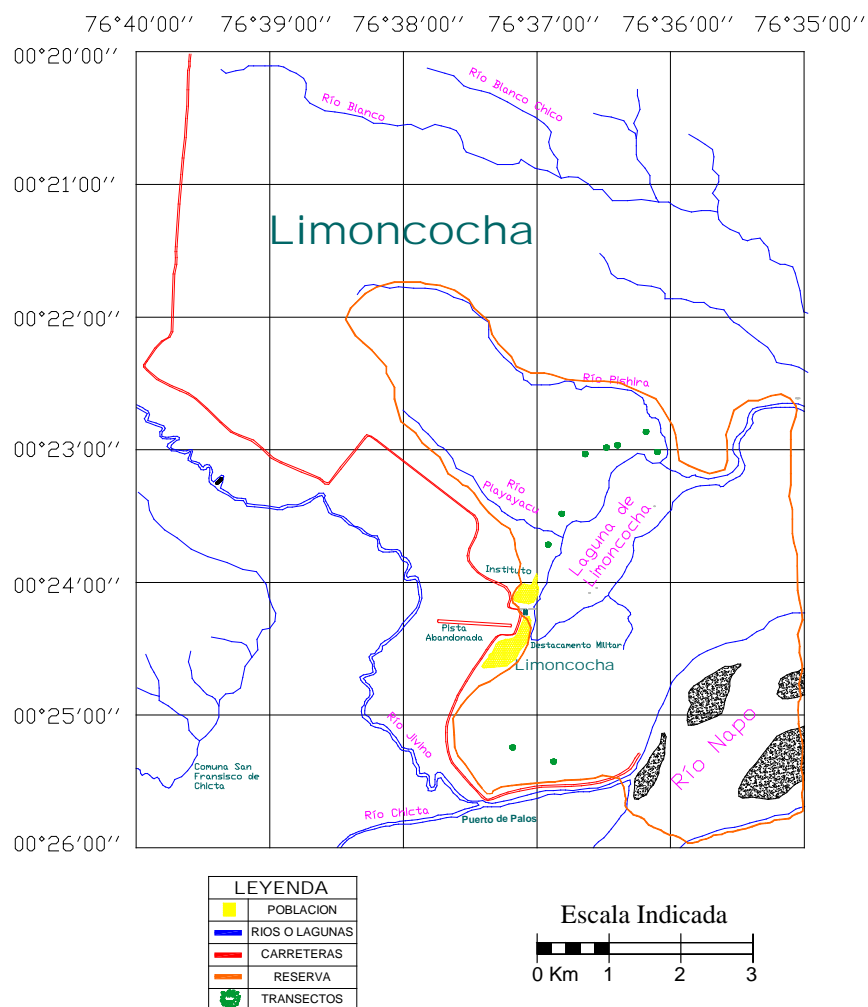 76°40'00'' 76°38'00'' 76°37'00'' 76°36'00'' 76°35'00''
00°20'00''
Río Blanco
Río Blanco Chico
00°21'00''
Limoncocha
00°22'00''
Río Pishira
00°23'00''
Río
Playayacu
Laguna de
Limoncocha
Instituto
00°24'00''
Pista
Abandonada
Destacamento Militar
Limoncocha
00°25'00''
Río Jivino
Río Napo
Comuna San
Fransisco de
Chicta
Río Chicta
Puerto de Palos
00°26'00''
LEYENDA
POBLACION
RIOS O LAGUNAS
CARRETERAS
RESERVA
TRANSECTOS
Escala Indicada
0 Km 1 2 3